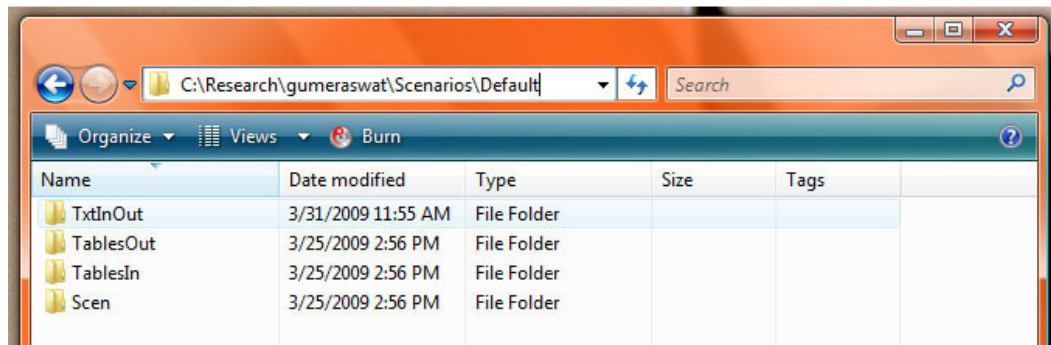 C:\Research\gumeraswat\Scenarios\Default
Search
Organize Views Burn
Name Date modified Type Size Tags
TxtInOut 3/31/2009 11:55 AM File Folder
TablesOut 3/25/2009 2:56 PM File Folder
TablesIn 3/25/2009 2:56 PM File Folder
Scen 3/25/2009 2:56 PM File Folder